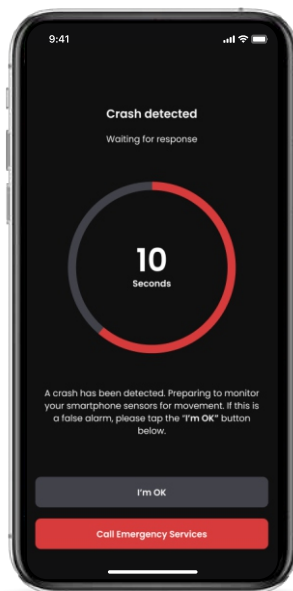 9:41
Crash detected
Waiting for response
10
Seconds
A crash has been detected. Preparing to monitor
your smartphone sensors for movement. If this is
a false alarm, please tap the "I'm OK" button
below.
I'm OK
Call Emergency Services